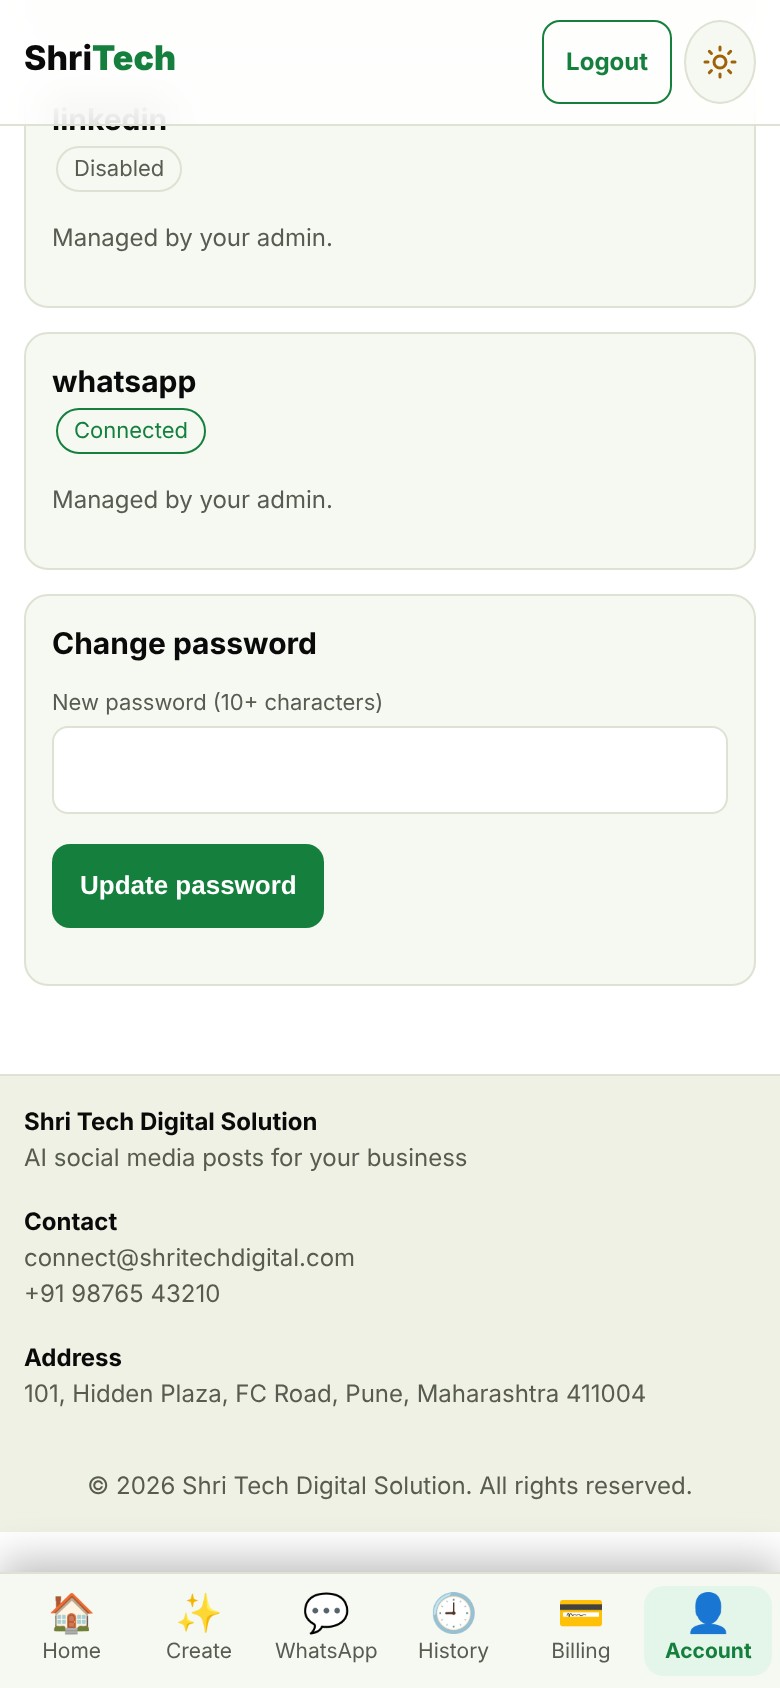 ShriTech
Logout
linkedin
Disabled
Managed by your admin.
whatsapp
Connected
Managed by your admin.
Change password
New password (10+ characters)
Update password
Shri Tech Digital Solution
AI social media posts for your business
Contact
connect@shritechdigital.com
+91 98765 43210
Address
101, Hidden Plaza, FC Road, Pune, Maharashtra 411004
© 2026 Shri Tech Digital Solution. All rights reserved.
Home
Create
WhatsApp
History
Billing
Account